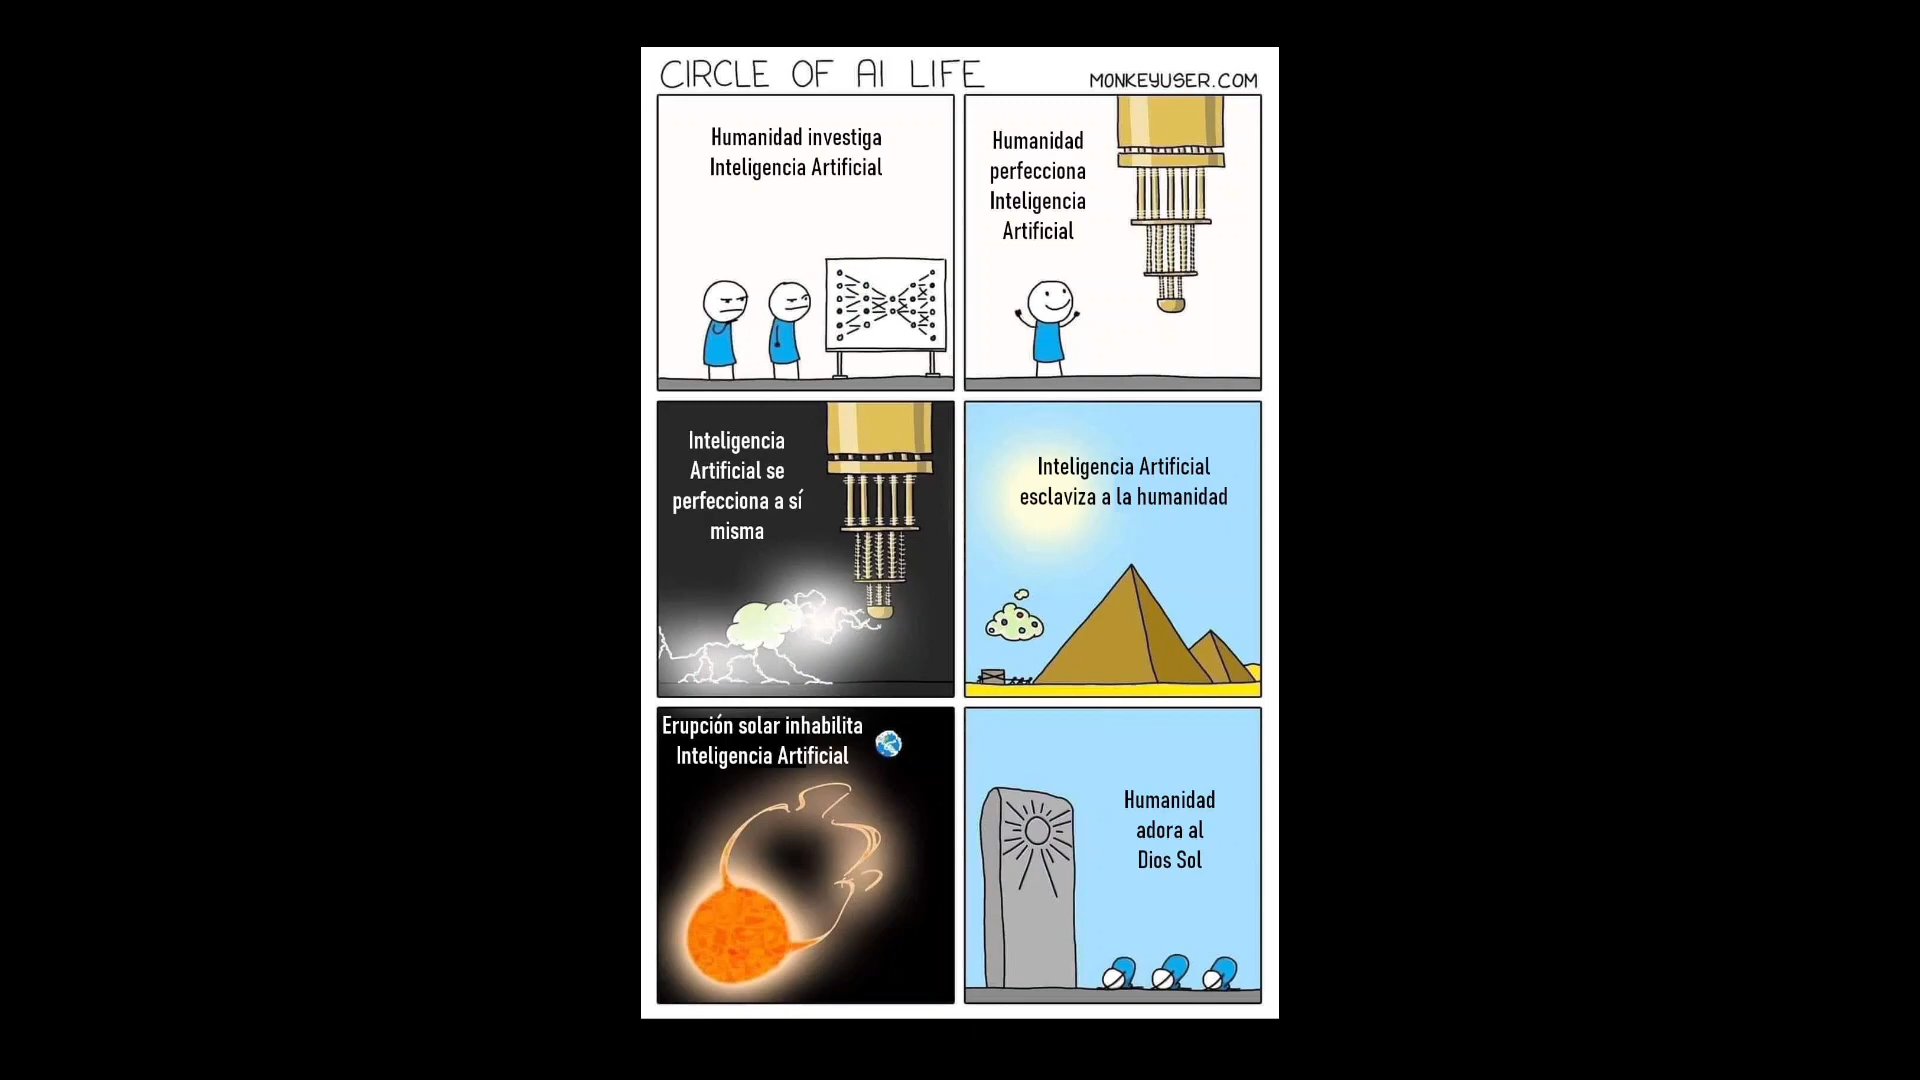 CIRCLE OF AI LIFE
MONKEYUSER.COM
Humanidad investiga
Inteligencia Artificial
Humanidad
perfecciona
Inteligencia
Artificial
Inteligencia
Artificial se
perfecciona a sí
misma
Inteligencia Artificial
esclaviza a la humanidad
Erupción solar inhabilita
Inteligencia Artificial
Humanidad
adora al
Dios Sol